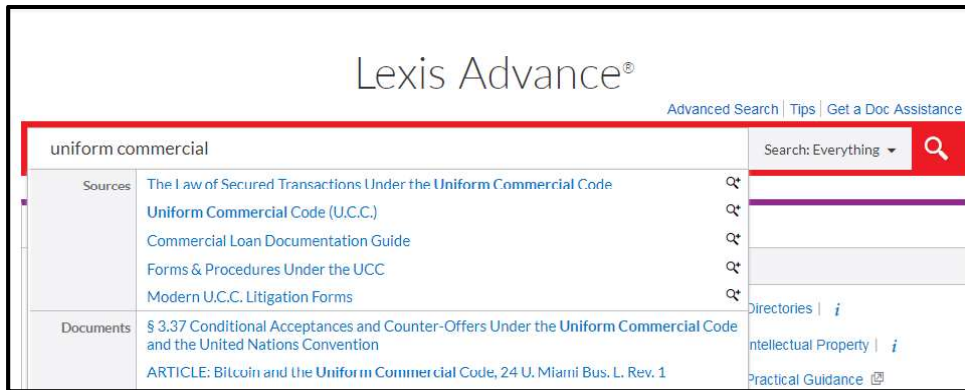 Lexis Advance®
Advanced Search | Tips | Get a Doc Assistance
uniform commercial
Search: Everything
Sources
The Law of Secured Transactions Under the Uniform Commercial Code
Uniform Commercial Code (U.C.C.)
Commercial Loan Documentation Guide
Forms & Procedures Under the UCC
Modern U.C.C. Litigation Forms
Documents
§ 3.37 Conditional Acceptances and Counter-Offers Under the Uniform Commercial Code
and the United Nations Convention
ARTICLE: Bitcoin and the Uniform Commercial Code, 24 U. Miami Bus. L. Rev. 1
Directories | i
ntellectual Property | i
Practical Guidance